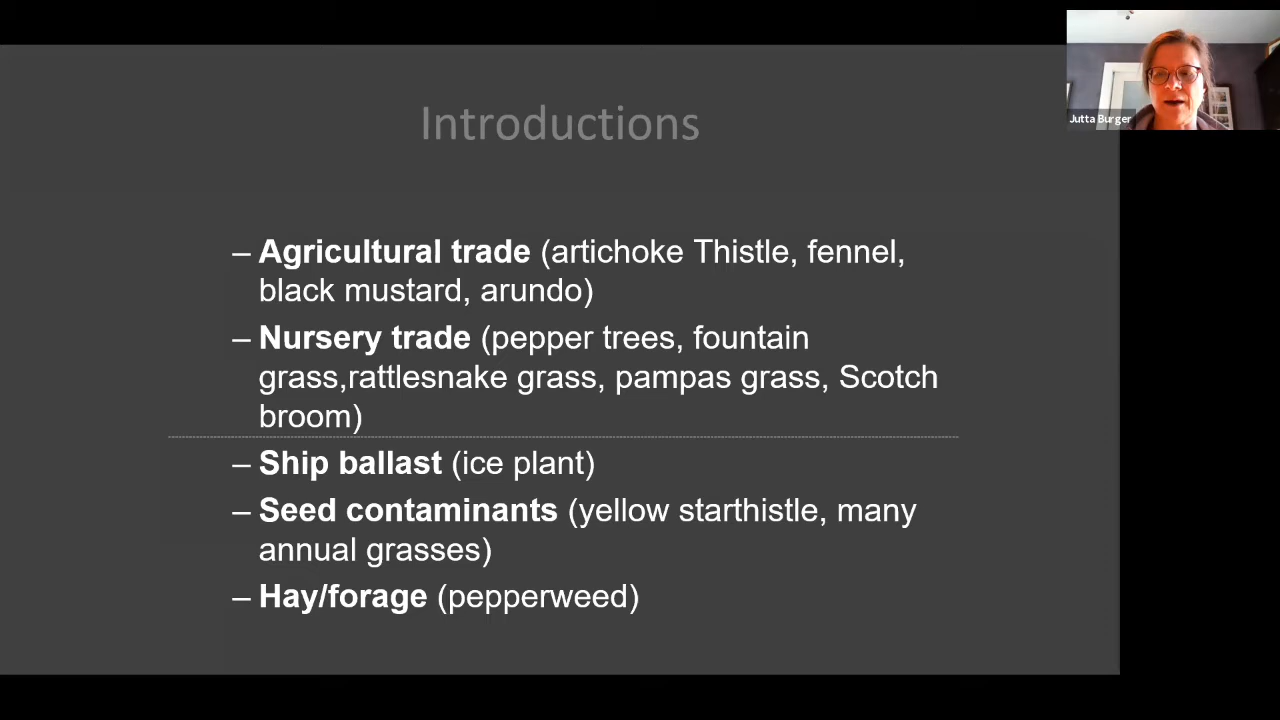 Introductions
Jutta Burger
– Agricultural trade (artichoke Thistle, fennel,
black mustard, arundo)
– Nursery trade (pepper trees, fountain
grass,rattlesnake grass, pampas grass, Scotch
broom)
– Ship ballast (ice plant)
– Seed contaminants (yellow starthistle, many
annual grasses)
– Hay/forage (pepperweed)